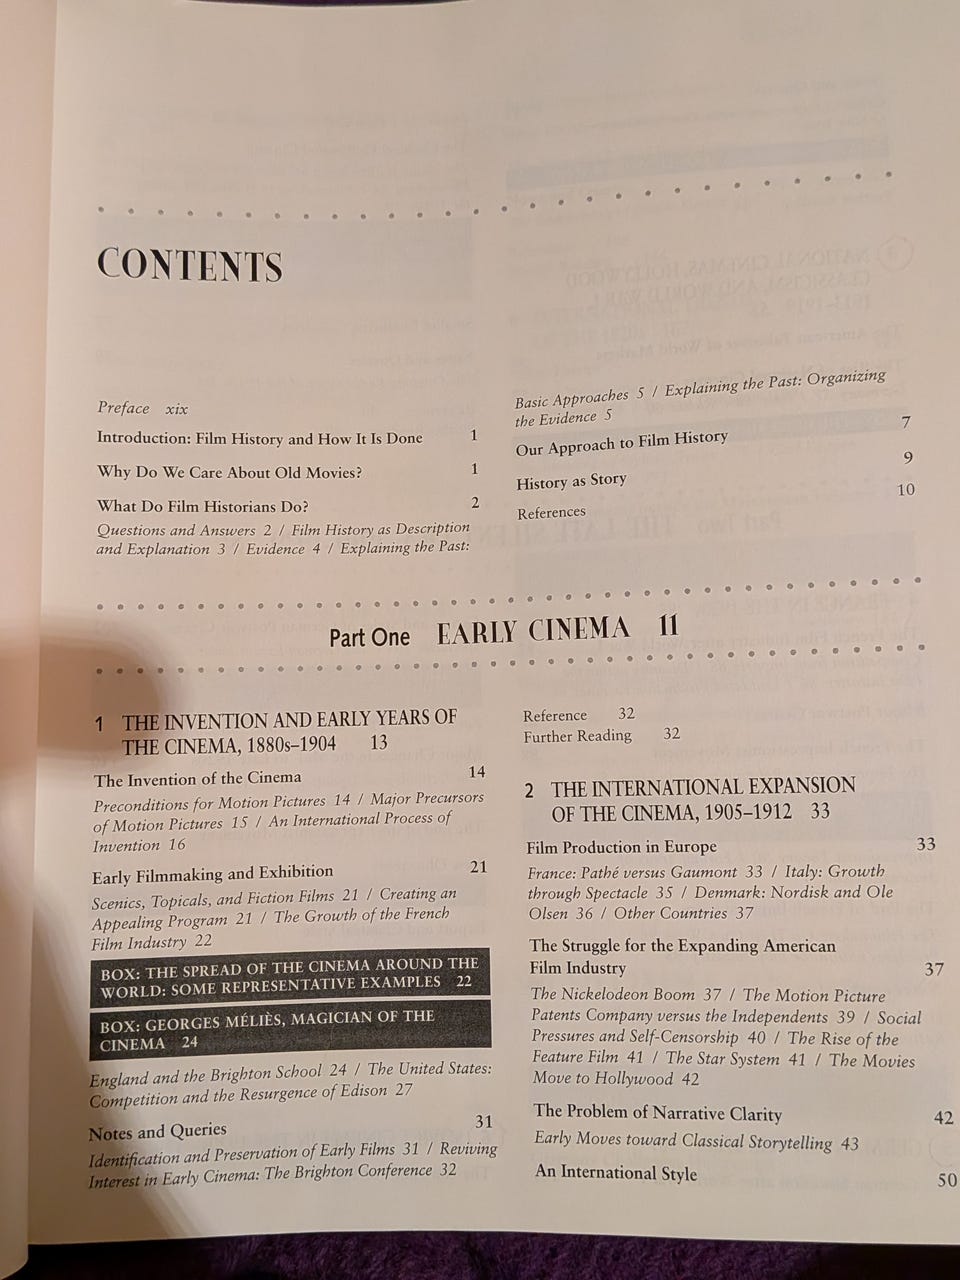 CONTENTS
Preface xix
Introduction: Film History and How It Is Done 1
Why Do We Care About Old Movies? 1
What Do Film Historians Do? 2
Questions and Answers 2 / Film History as Description
and Explanation 3 / Evidence 4 / Explaining the Past:
Basic Approaches 5 / Explaining the Past: Organizing
the Evidence 5
Our Approach to Film History 7
History as Story 9
References 10
Part One EARLY CINEMA 11
1 THE INVENTION AND EARLY YEARS OF
THE CINEMA, 1880s–1904 13
The Invention of the Cinema 14
Preconditions for Motion Pictures 14 / Major Precursors
of Motion Pictures 15 / An International Process of
Invention 16
Early Filmmaking and Exhibition 21
Scenics, Topicals, and Fiction Films 21 / Creating an
Appealing Program 21 / The Growth of the French
Film Industry 22
BOX: THE SPREAD OF THE CINEMA AROUND THE
WORLD: SOME REPRESENTATIVE EXAMPLES 22
BOX: GEORGES MÉLIÈS, MAGICIAN OF THE
CINEMA 24
England and the Brighton School 24 / The United States:
Competition and the Resurgence of Edison 27
Notes and Queries 31
Identification and Preservation of Early Films 31 / Reviving
Interest in Early Cinema: The Brighton Conference 32
Reference 32
Further Reading 32
2 THE INTERNATIONAL EXPANSION
OF THE CINEMA, 1905–1912 33
Film Production in Europe 33
France: Pathé versus Gaumont 33 / Italy: Growth
through Spectacle 35 / Denmark: Nordisk and Ole
Olsen 36 / Other Countries 37
The Struggle for the Expanding American
Film Industry 37
The Nickelodeon Boom 37 / The Motion Picture
Patents Company versus the Independents 39 / Social
Pressures and Self-Censorship 40 / The Rise of the
Feature Film 41 / The Star System 41 / The Movies
Move to Hollywood 42
The Problem of Narrative Clarity 42
Early Moves toward Classical Storytelling 43
An International Style 50